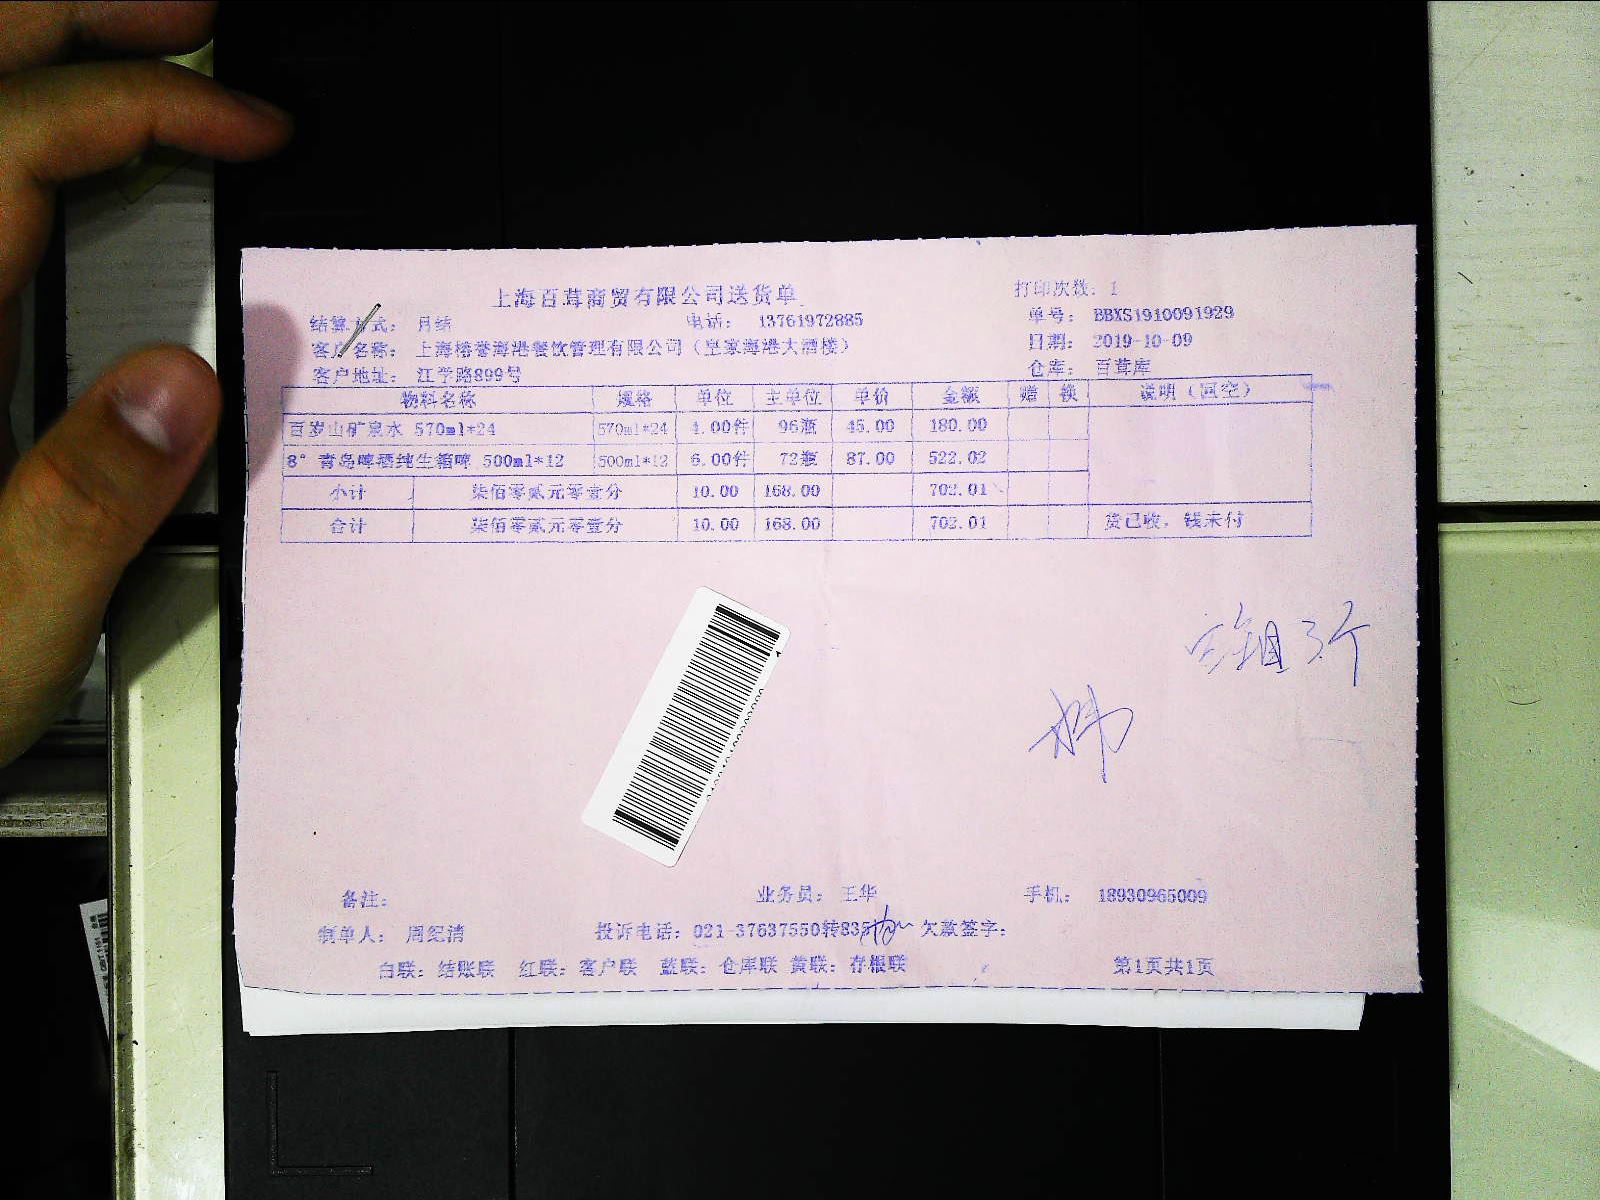 上海百茸商贸有限公司送货单 打印次数: 1
结算方式: 月结 电话: 13761972885 单号: BBXS1910091929
客户名称: 上海榕誉海港餐饮管理有限公司（皇家海港大酒楼） 日期: 2019-10-09
客户地址: 江学路899号 仓库: 百茸库
物料名称 规格 单位 主单位 单价 金额 赠 换 说明（回空）
百岁山矿泉水 570ml*24 570ml*24 4.00件 96瓶 45.00 180.00
8°青岛啤酒纯生箱啤 500ml*12 500ml*12 6.00件 72瓶 87.00 522.02
小计 柒佰零贰元零壹分 10.00 168.00 702.01
合计 柒佰零贰元零壹分 10.00 168.00 702.01 货已收，钱未付
3个
备注: 业务员: 王华 手机: 18930965009
制单人: 周纪清 投诉电话: 021-37637550转835 欠款签字:
白联: 结账联 红联: 客户联 蓝联: 仓库联 黄联: 存根联 第1页共1页